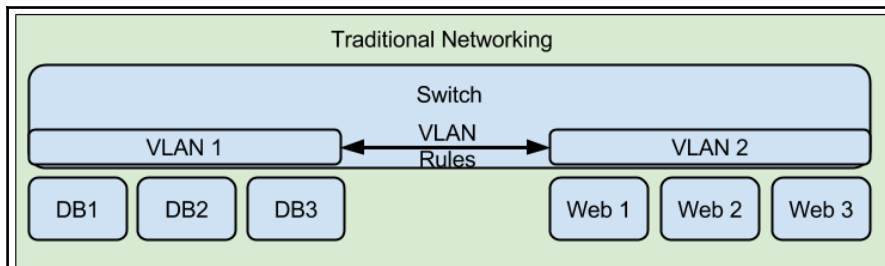 Traditional Networking
Switch
VLAN 1
VLAN
Rules
VLAN 2
DB1
DB2
DB3
Web 1
Web 2
Web 3